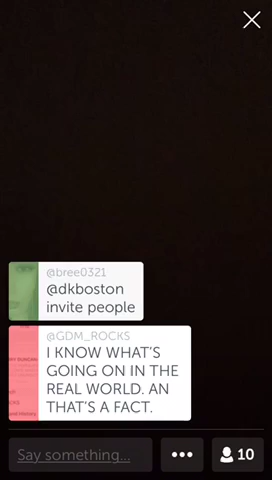 @bree0321
@dkboston
invite people
@GDM_ROCKS
I KNOW WHAT'S
GOING ON IN THE
REAL WORLD. AN
THAT'S A FACT.
Say something...
10